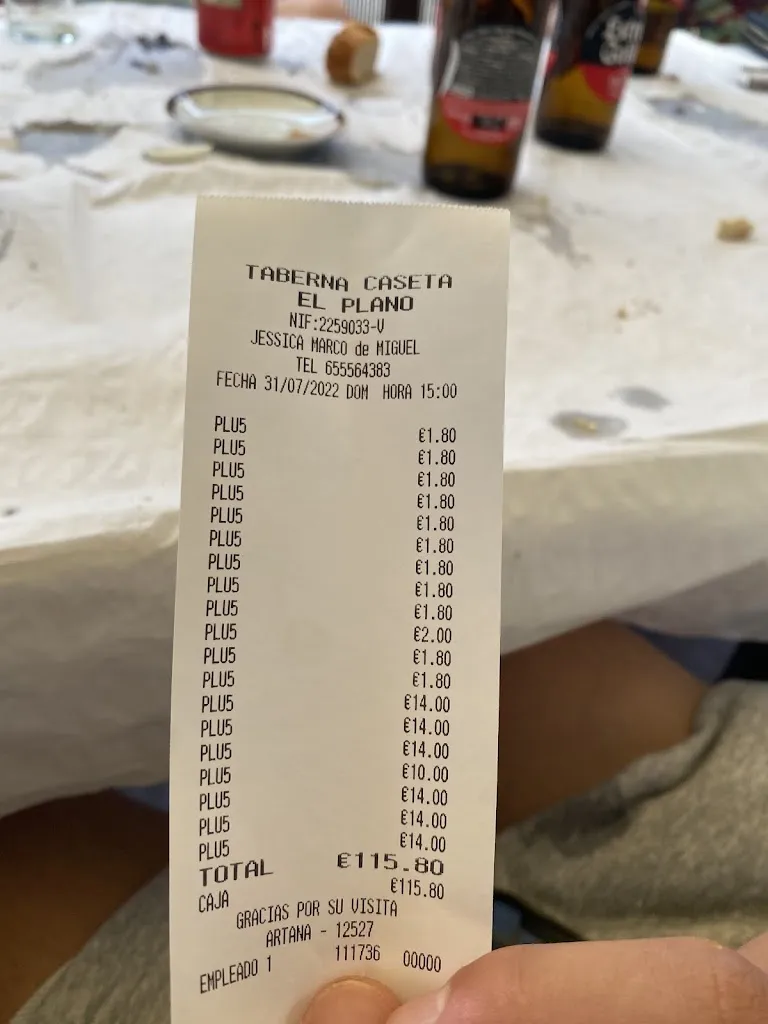 TABERNA CASETA
EL PLANO
NIF:2259033-V
JESSICA MARCO de MIGUEL
TEL 655564383
FECHA 31/07/2022 DOM HORA 15:00
PLU5 €1.80
PLU5 €1.80
PLU5 €1.80
PLU5 €1.80
PLU5 €1.80
PLU5 €1.80
PLU5 €1.80
PLU5 €1.80
PLU5 €1.80
PLU5 €2.00
PLU5 €1.80
PLU5 €1.80
PLU5 €14.00
PLU5 €14.00
PLU5 €14.00
PLU5 €10.00
PLU5 €14.00
PLU5 €14.00
PLU5 €14.00
TOTAL €115.80
CAJA €115.80
GRACIAS POR SU VISITA
ARTANA - 12527
EMPLEADO 1 111736 00000